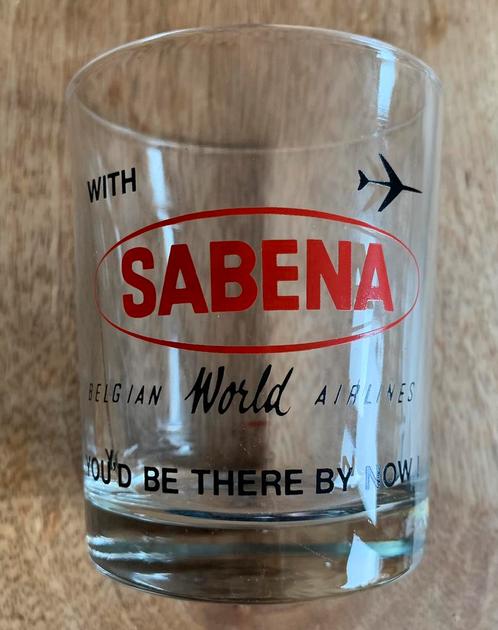 WITH
SABENA
BELGIAN World AIRLINES
YOU'D BE THERE BY NOW!